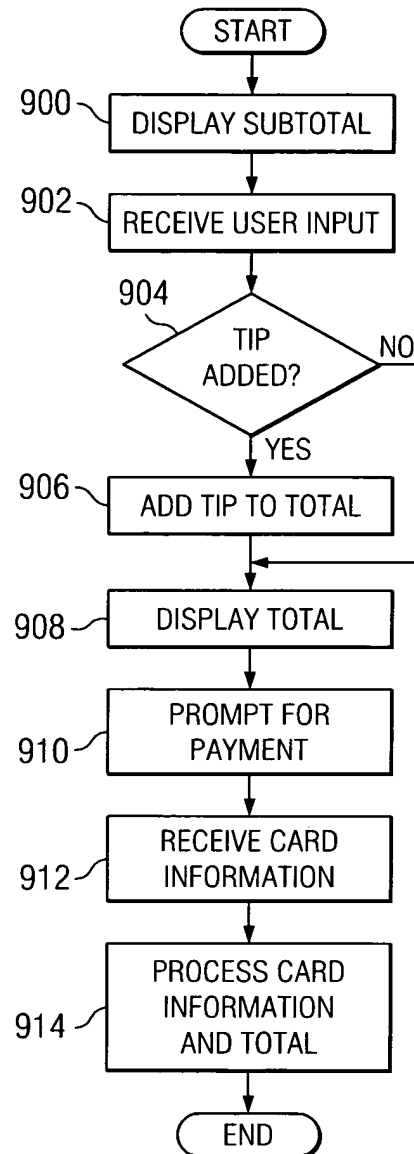 START
900
DISPLAY SUBTOTAL
902
RECEIVE USER INPUT
904
TIP
ADDED?
NO
YES
906
ADD TIP TO TOTAL
908
DISPLAY TOTAL
910
PROMPT FOR
PAYMENT
912
RECEIVE CARD
INFORMATION
914
PROCESS CARD
INFORMATION
AND TOTAL
END